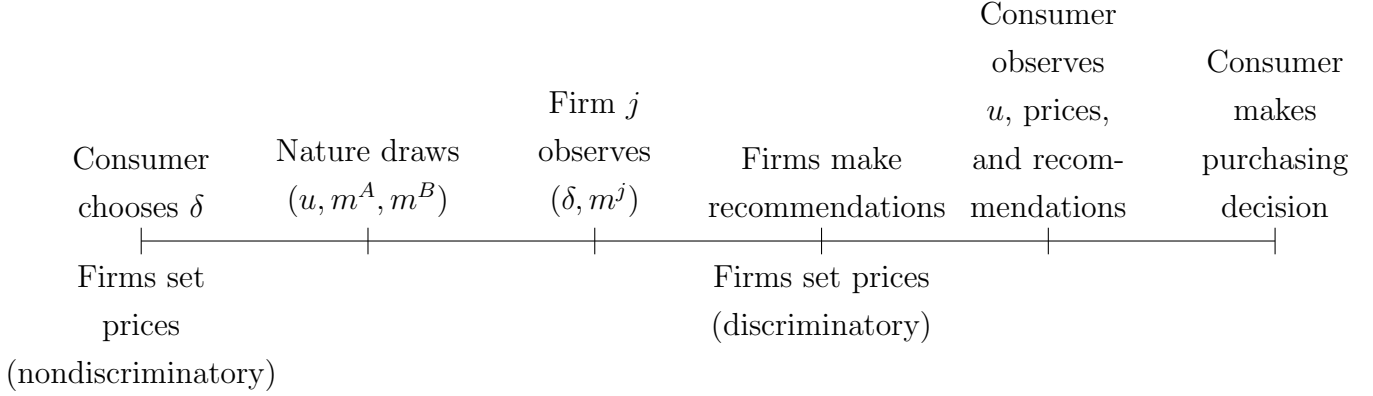 Consumer
chooses δ
Nature draws
(u, m^A, m^B)
Firm j
observes
(δ, m^j)
Firms make
recommendations
Consumer
observes
u, prices,
and recom-
mendations
Consumer
makes
purchasing
decision
Firms set
prices
(nondiscriminatory)
Firms set prices
(discriminatory)